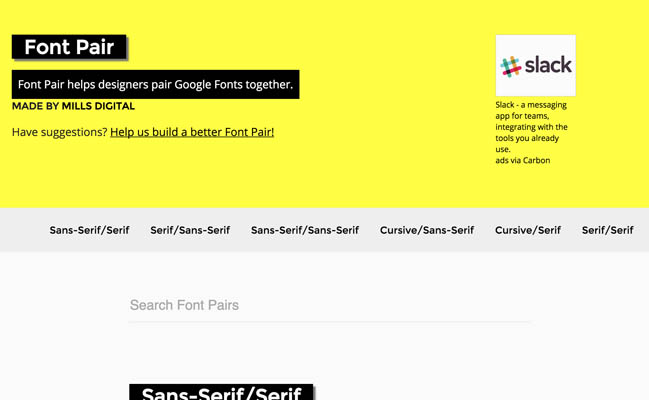 Font Pair
Font Pair helps designers pair Google Fonts together.
MADE BY MILLS DIGITAL
Have suggestions? Help us build a better Font Pair!
slack
Slack - a messaging
app for teams,
integrating with the
tools you already
use.
ads via Carbon
Sans-Serif/Serif Serif/Sans-Serif Sans-Serif/Sans-Serif Cursive/Sans-Serif Cursive/Serif Serif/Serif
Search Font Pairs
Sans-Serif/Serif